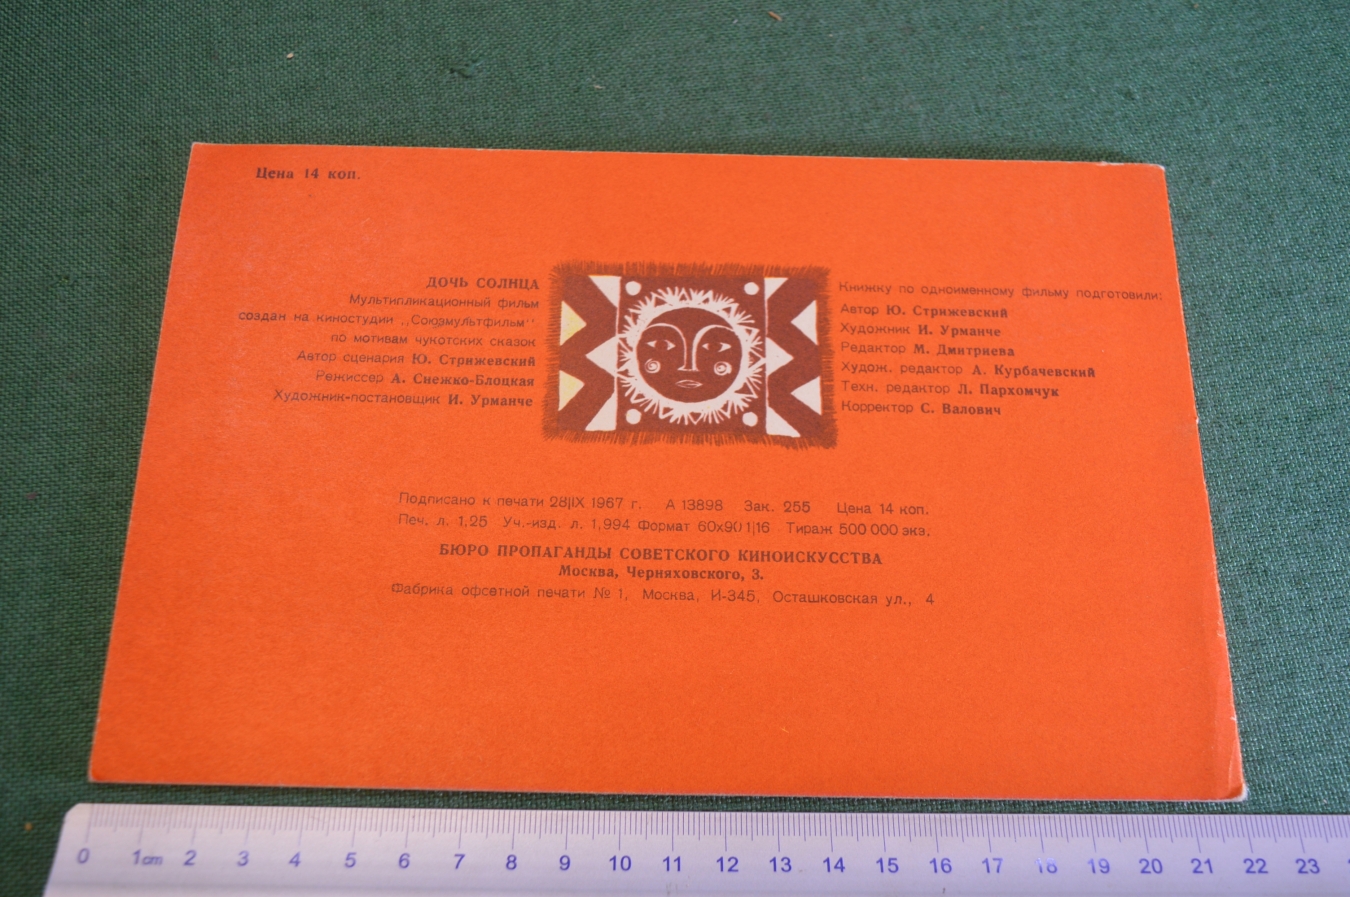 Цена 14 коп.
ДОЧЬ СОЛНЦА
Мультипликационный фильм
создан на киностудии ,,Союзмультфильм"
по мотивам чукотских сказок
Автор сценария Ю. Стрижевский
Режиссер А. Снежко-Блоцкая
Художник-постановщик И. Урманче
Книжку по одноименному фильму подготовили:
Автор Ю. Стрижевский
Художник И. Урманче
Редактор М. Дмитриева
Худож. редактор А. Курбачевский
Техн. редактор Л. Пархомчук
Корректор С. Валович
Подписано к печати 28|IX 1967 г. А 13898 Зак. 255 Цена 14 коп.
Печ. л. 1,25 Уч.-изд. л. 1,994 Формат 60х90 1|16 Тираж 500 000 экз.
БЮРО ПРОПАГАНДЫ СОВЕТСКОГО КИНОИСКУССТВА
Москва, Черняховского, 3.
Фабрика офсетной печати № 1, Москва, И-345, Осташковская ул., 4
0 1cm 2 3 4 5 6 7 8 9 10 11 12 13 14 15 16 17 18 19 20 21 22 23